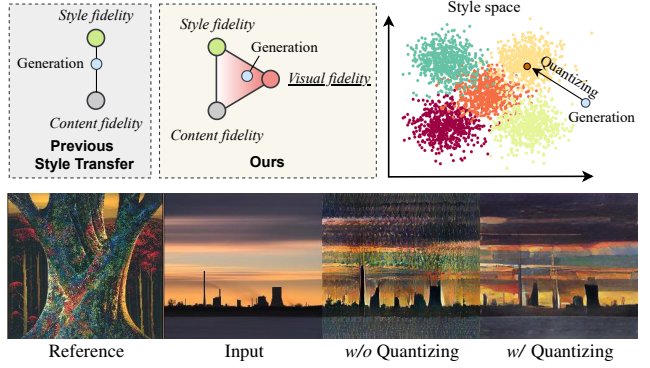 Style fidelity
Generation
Content fidelity
Previous
Style Transfer
Style fidelity
Generation
Visual fidelity
Content fidelity
Ours
Style space
Quantizing
Generation
Reference
Input
w/o Quantizing
w/ Quantizing